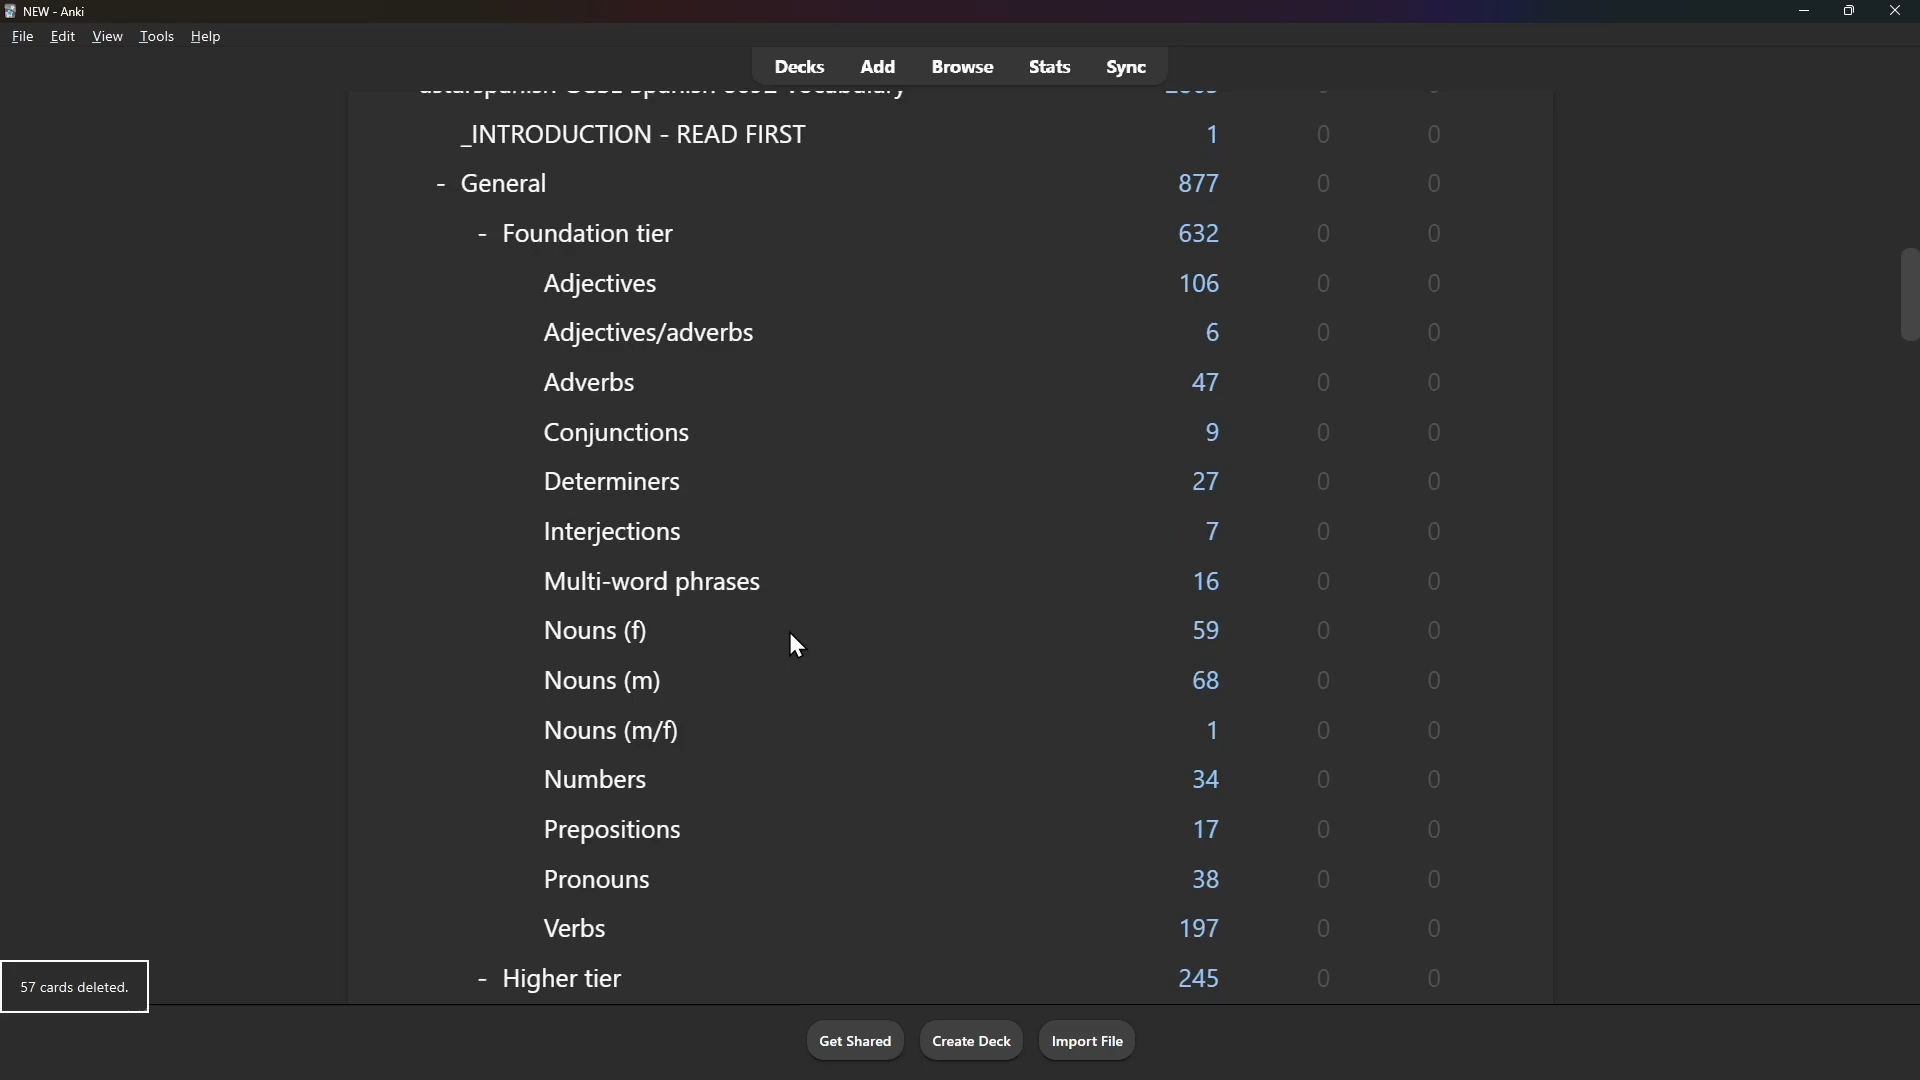 NEW - Anki
File Edit View Tools Help
Decks Add Browse Stats Sync
_INTRODUCTION - READ FIRST 1 0 0
- General 877 0 0
- Foundation tier 632 0 0
Adjectives 106 0 0
Adjectives/adverbs 6 0 0
Adverbs 47 0 0
Conjunctions 9 0 0
Determiners 27 0 0
Interjections 7 0 0
Multi-word phrases 16 0 0
Nouns (f) 59 0 0
Nouns (m) 68 0 0
Nouns (m/f) 1 0 0
Numbers 34 0 0
Prepositions 17 0 0
Pronouns 38 0 0
Verbs 197 0 0
- Higher tier 245 0 0
57 cards deleted.
Get Shared Create Deck Import File